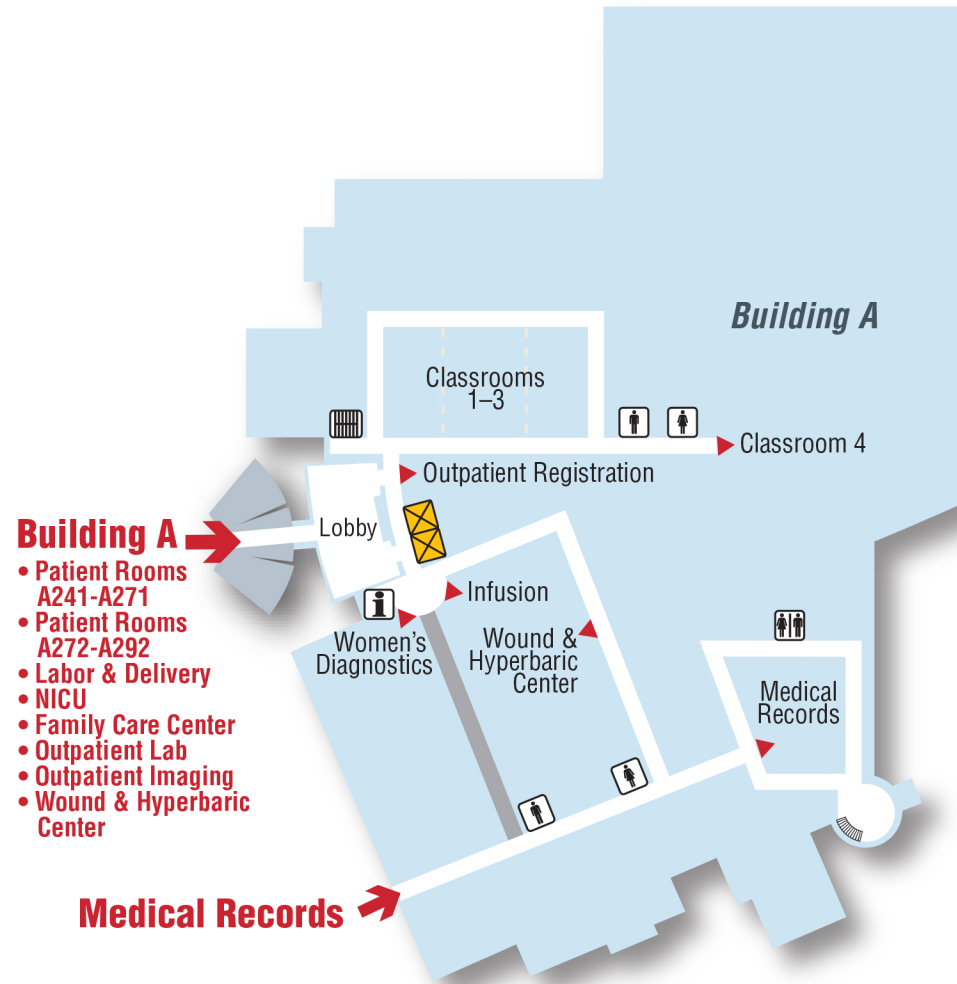 Building A
Classrooms
1–3
Classroom 4
Outpatient Registration
Lobby
Building A
• Patient Rooms
A241-A271
• Patient Rooms
A272-A292
• Labor & Delivery
• NICU
• Family Care Center
• Outpatient Lab
• Outpatient Imaging
• Wound & Hyperbaric
Center
Infusion
Women’s
Diagnostics
Wound &
Hyperbaric
Center
Medical
Records
Medical Records